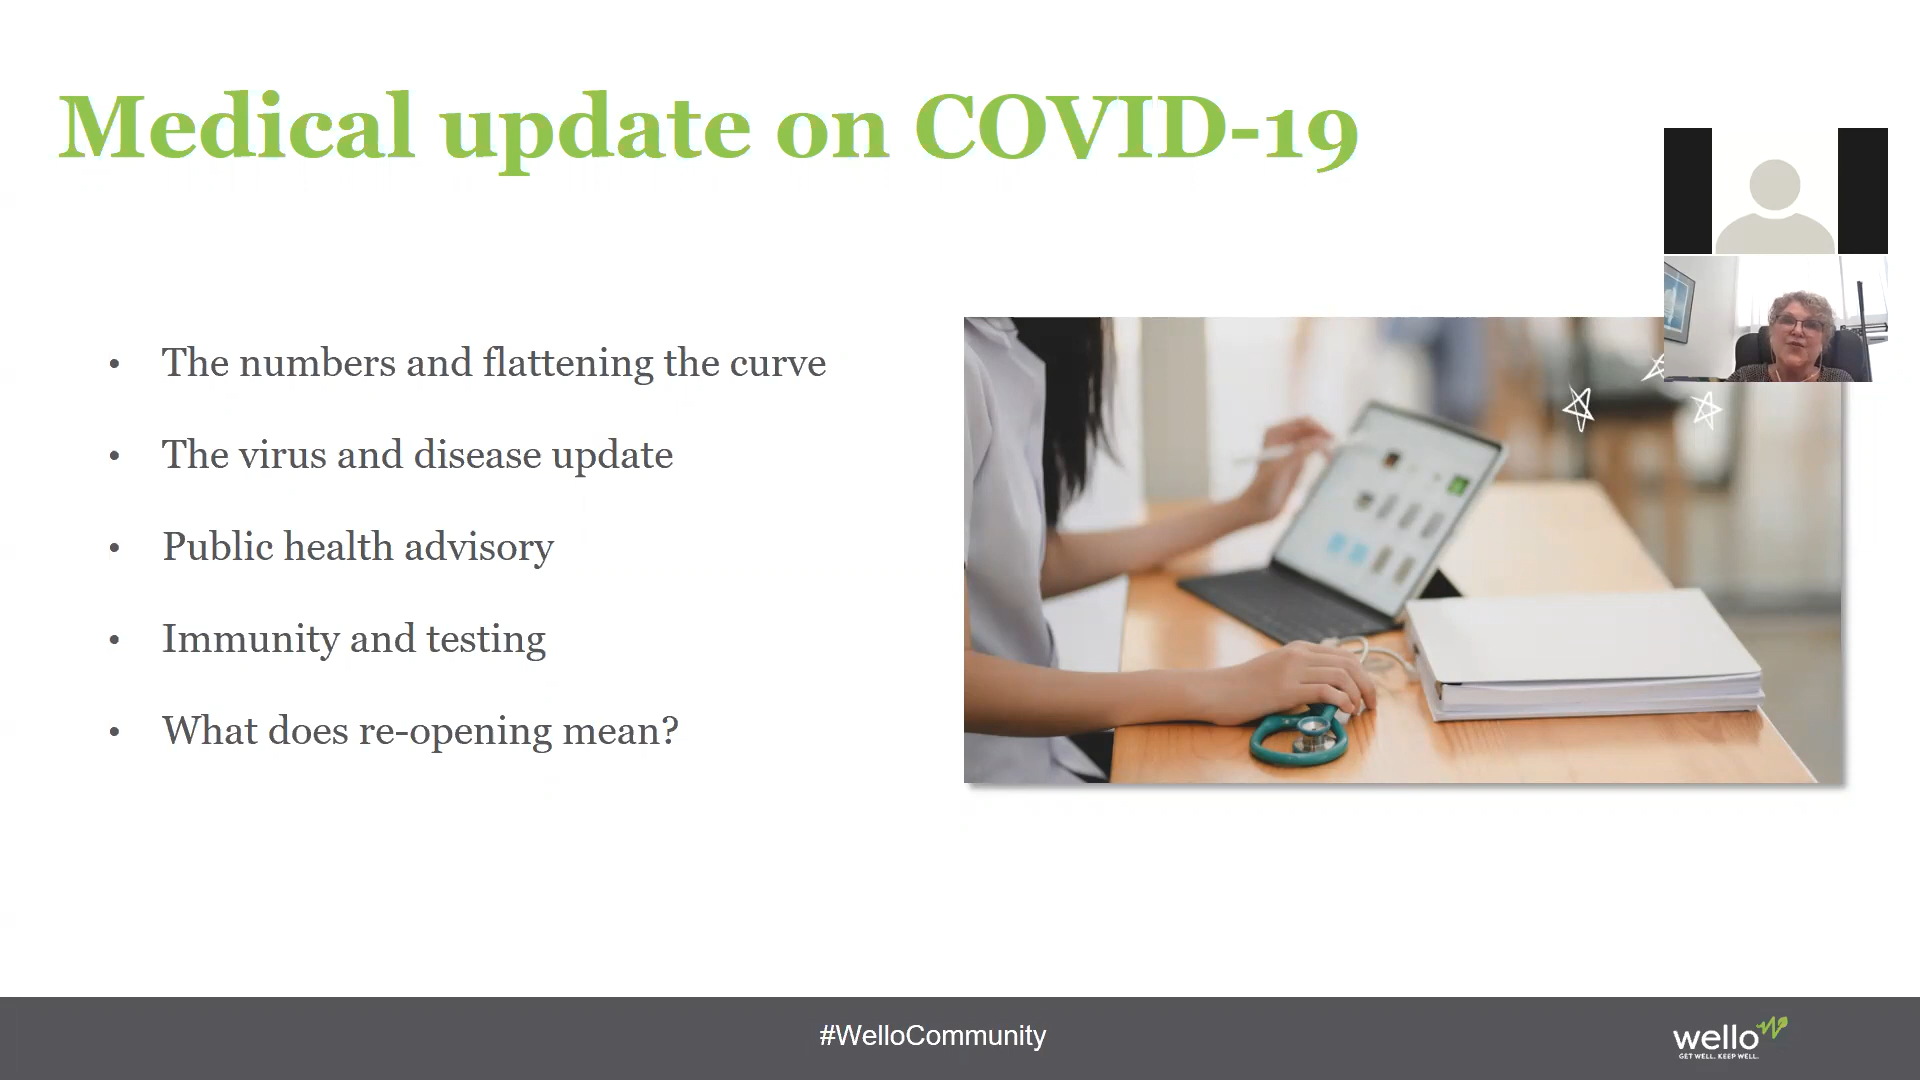 Medical update on COVID-19
• The numbers and flattening the curve
• The virus and disease update
• Public health advisory
• Immunity and testing
• What does re-opening mean?
#WelloCommunity
wello
GET WELL. KEEP WELL.